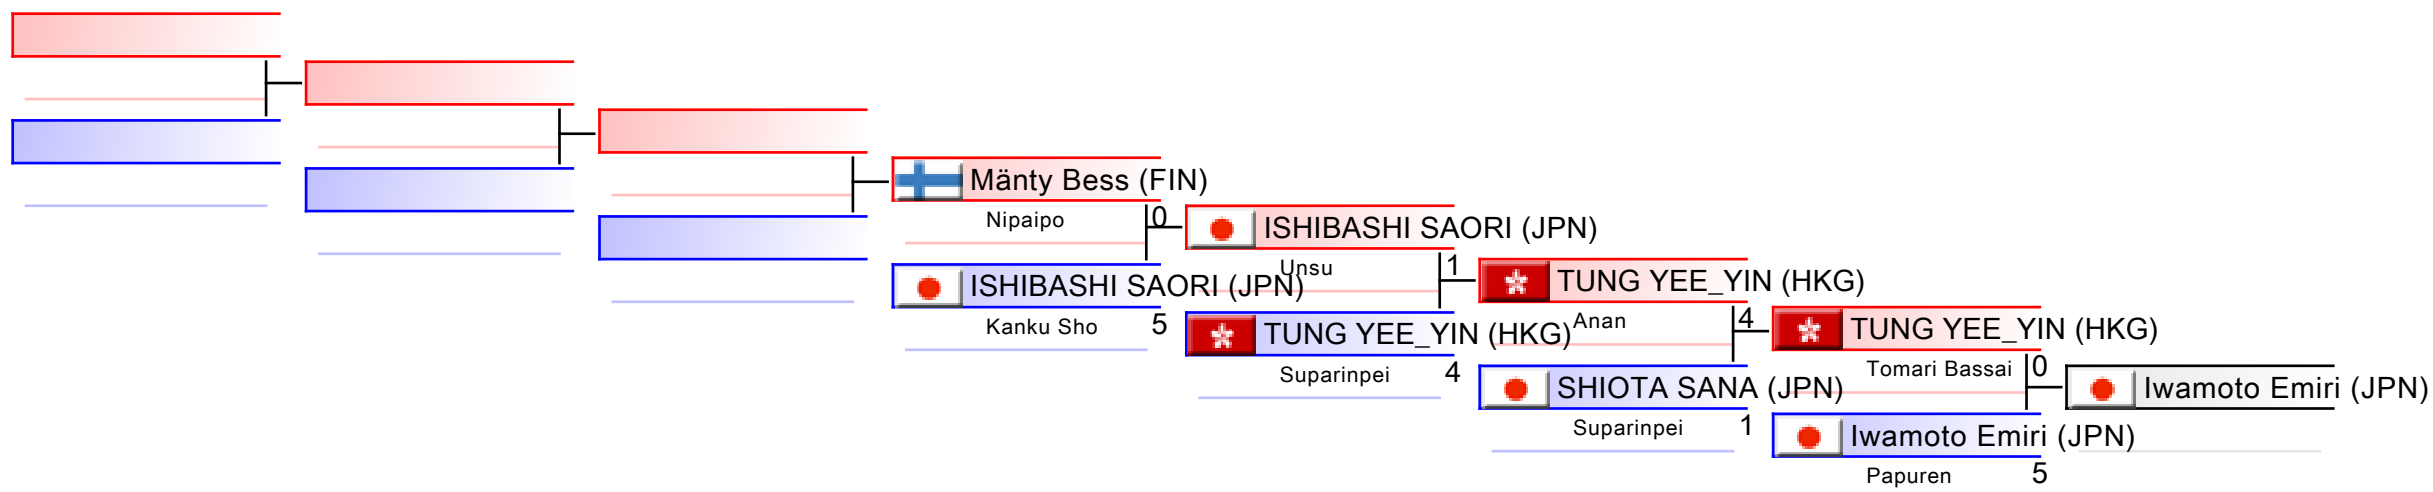 Mänty Bess (FIN)
Nipaipo
0
ISHIBASHI SAORI (JPN)
Kanku Sho
5
ISHIBASHI SAORI (JPN)
Unsu
1
TUNG YEE_YIN (HKG)
Suparinpei
4
TUNG YEE_YIN (HKG)
Anan
4
SHIOTA SANA (JPN)
Suparinpei
1
TUNG YEE_YIN (HKG)
Tomari Bassai
0
Iwamoto Emiri (JPN)
Papuren
5
Iwamoto Emiri (JPN)